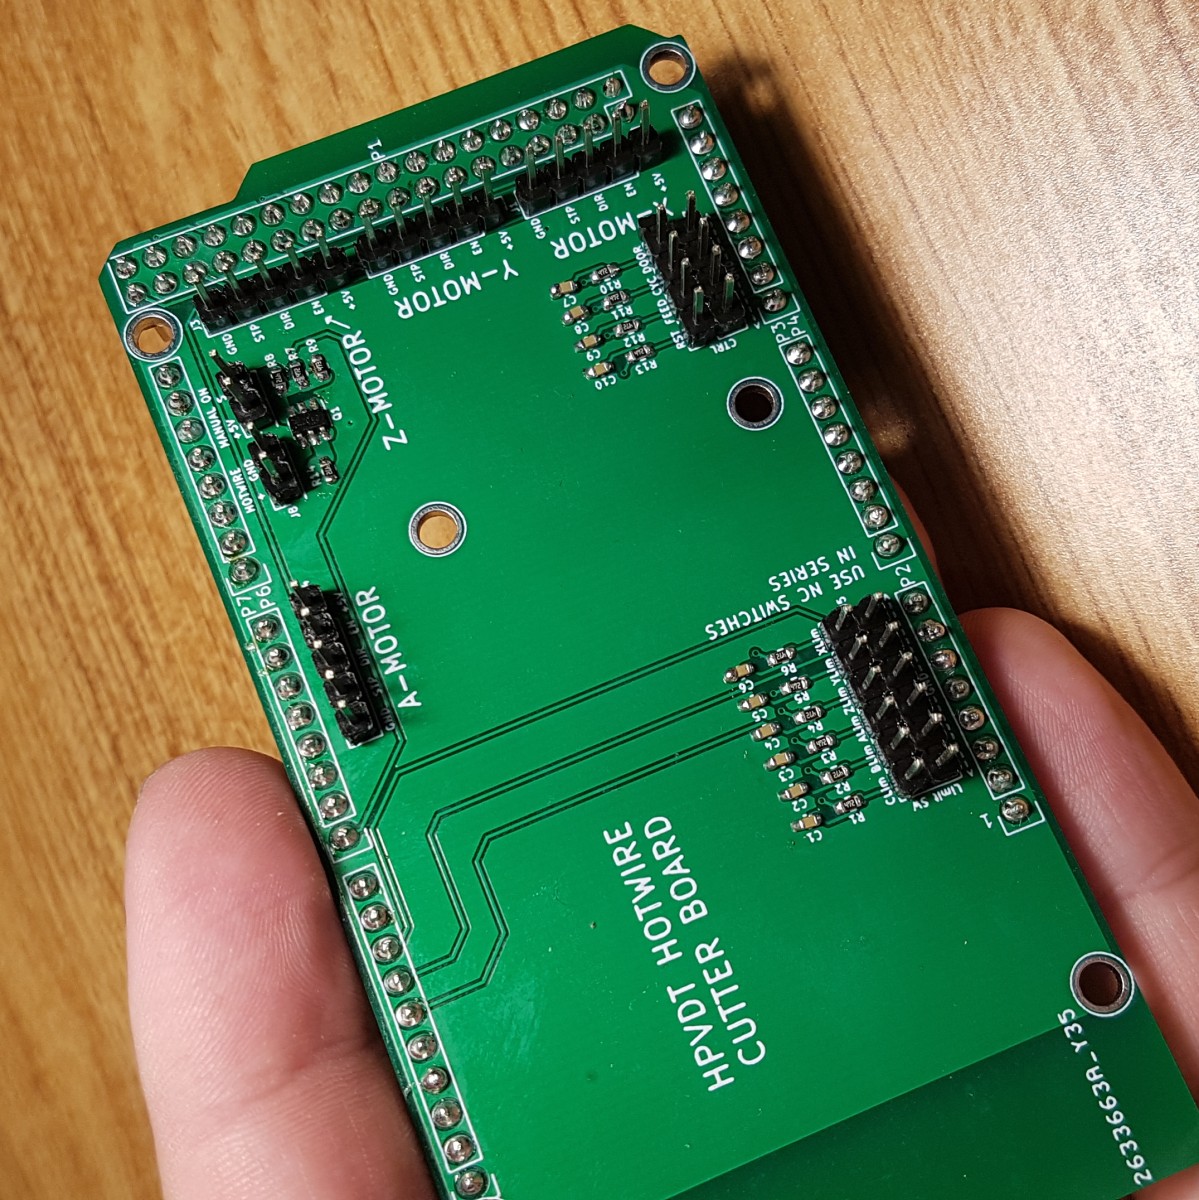 J3
P7
P6
HOTWIRE
+ GND
MANUAL ON
+5V S
J8
R14
R8
R7
R9
Q1
GND
STP
DIR
EN
+5V
GND STP DIR EN +5V
A-MOTOR
Z-MOTOR
P1
Y-MOTOR
GND
STP
DIR
EN
+5V
GND
STP
DIR
EN
+5V
-MOTOR
C10 C9 C8
R13 R12 R11 R10
RST FEED CYC DOOR
CTRL
HPVDT HOTWIRE
CUTTER BOARD
C1 C2 C3 C4 C5 C6
R1 R2 R3 R4 R5 R6
CLim BLim ALim ZLim YLim XLim
Limit SW
GND
USE NC SWITCHES
IN SERIES
P3
P4
P2
1
2633663A_Y35